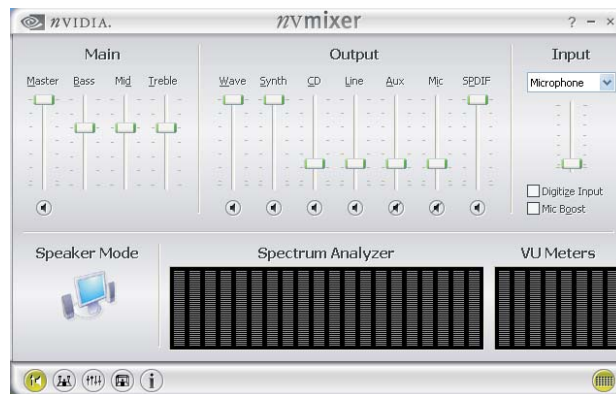 nVIDIA.
nvmixer
? - ×
Main
Output
Input
Master Bass Mid Treble
Wave Synth CD Line Aux Mic SPDIF
Microphone
Digitize Input
Mic Boost
Speaker Mode
Spectrum Analyzer
VU Meters
i